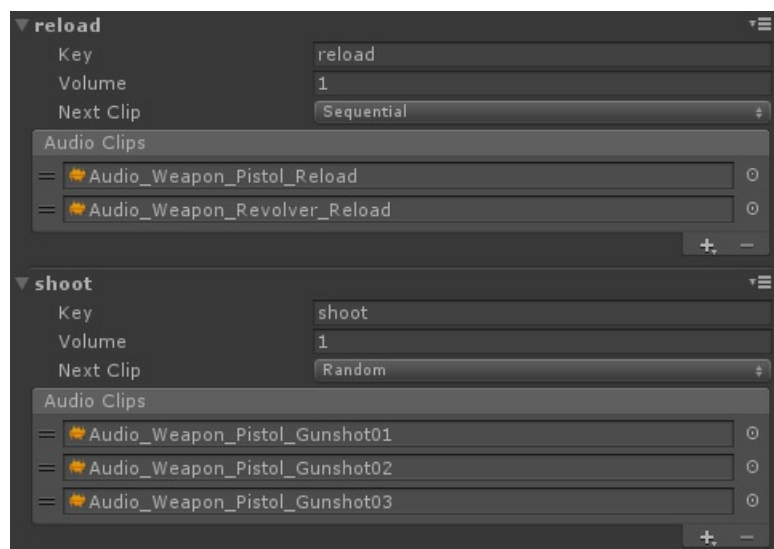 reload
Key reload
Volume 1
Next Clip Sequential
Audio Clips
Audio_Weapon_Pistol_Reload
Audio_Weapon_Revolver_Reload
shoot
Key shoot
Volume 1
Next Clip Random
Audio Clips
Audio_Weapon_Pistol_Gunshot01
Audio_Weapon_Pistol_Gunshot02
Audio_Weapon_Pistol_Gunshot03